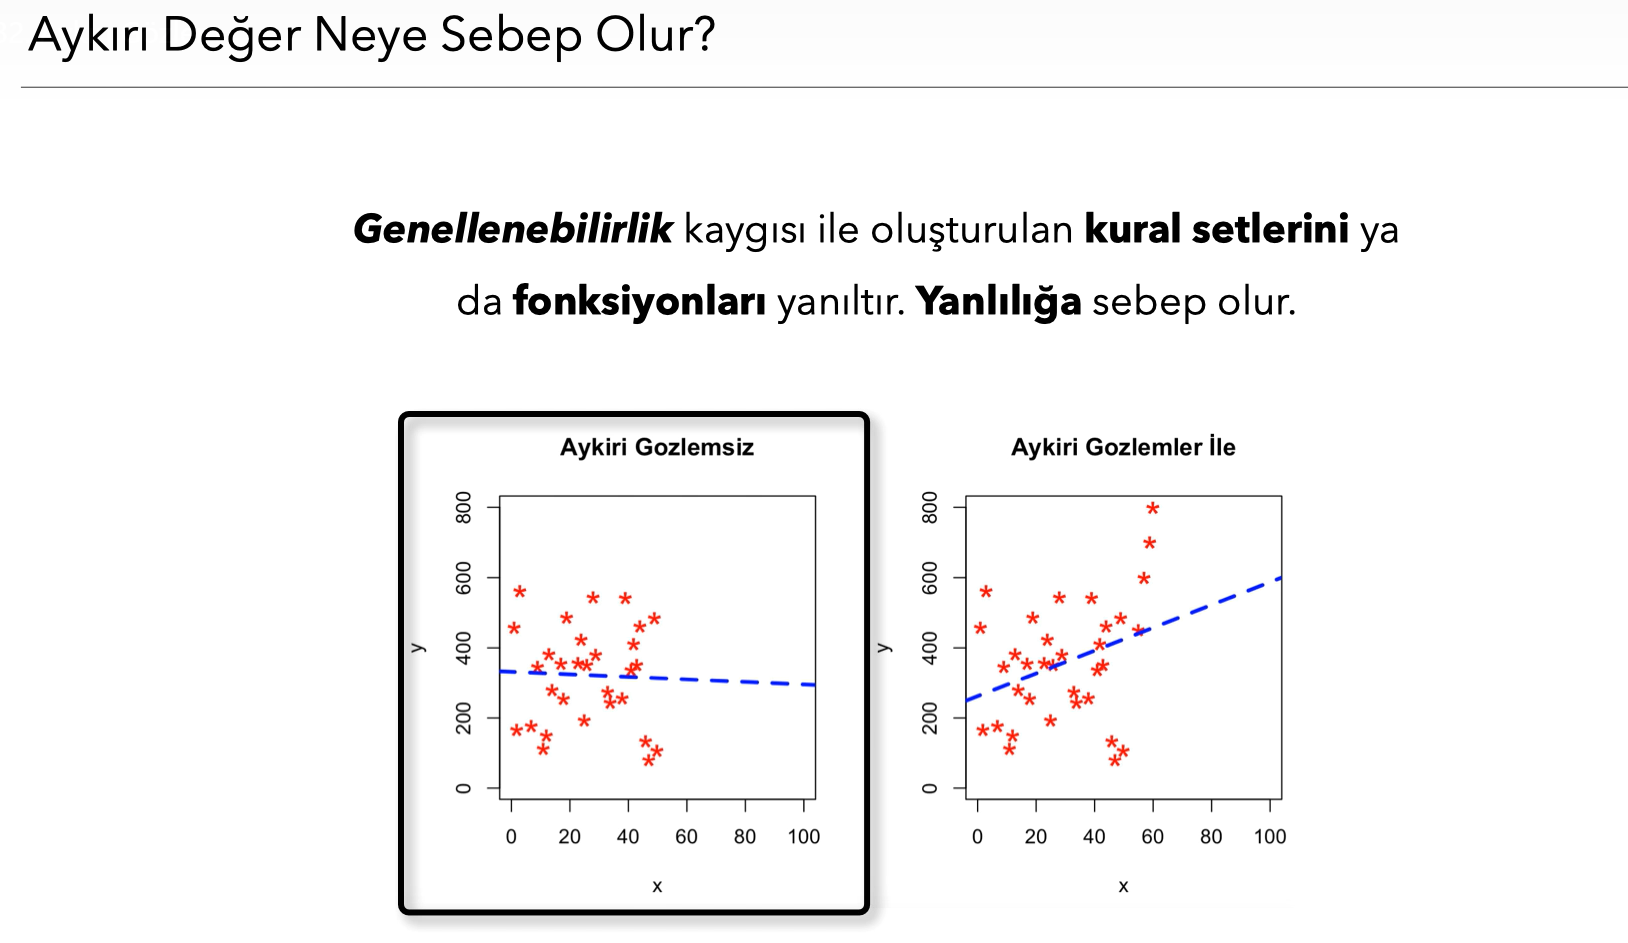 Aykırı Değer Neye Sebep Olur?
Genellenebilirlik kaygısı ile oluşturulan kural setlerini ya
da fonksiyonları yanıltır. Yanlılığa sebep olur.
Aykiri Gozlemsiz
800
600
400
200
0
y
0 20 40 60 80 100
x
Aykiri Gozlemler İle
800
600
400
200
0
y
0 20 40 60 80 100
x